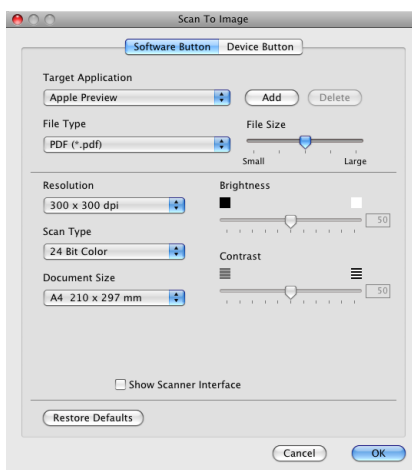 Scan To Image
Software Button Device Button
Target Application
Apple Preview Add Delete
File Type File Size
PDF (*.pdf)
Small Large
Resolution Brightness
300 x 300 dpi
50
Scan Type
24 Bit Color
Contrast
Document Size
A4 210 x 297 mm 50
Show Scanner Interface
Restore Defaults
Cancel OK